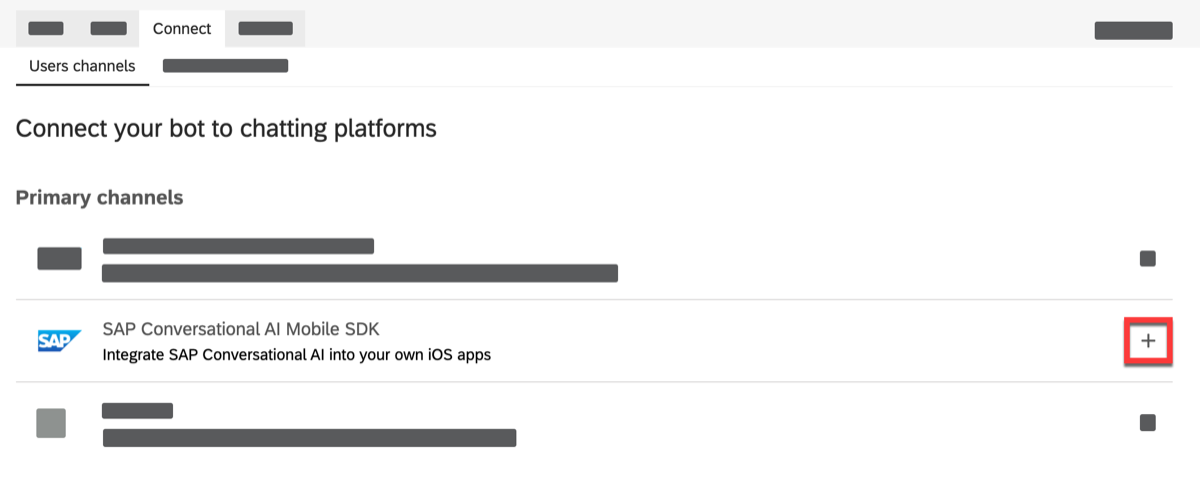 Connect
Users channels
Connect your bot to chatting platforms
Primary channels
SAP
SAP Conversational AI Mobile SDK
Integrate SAP Conversational AI into your own iOS apps
+